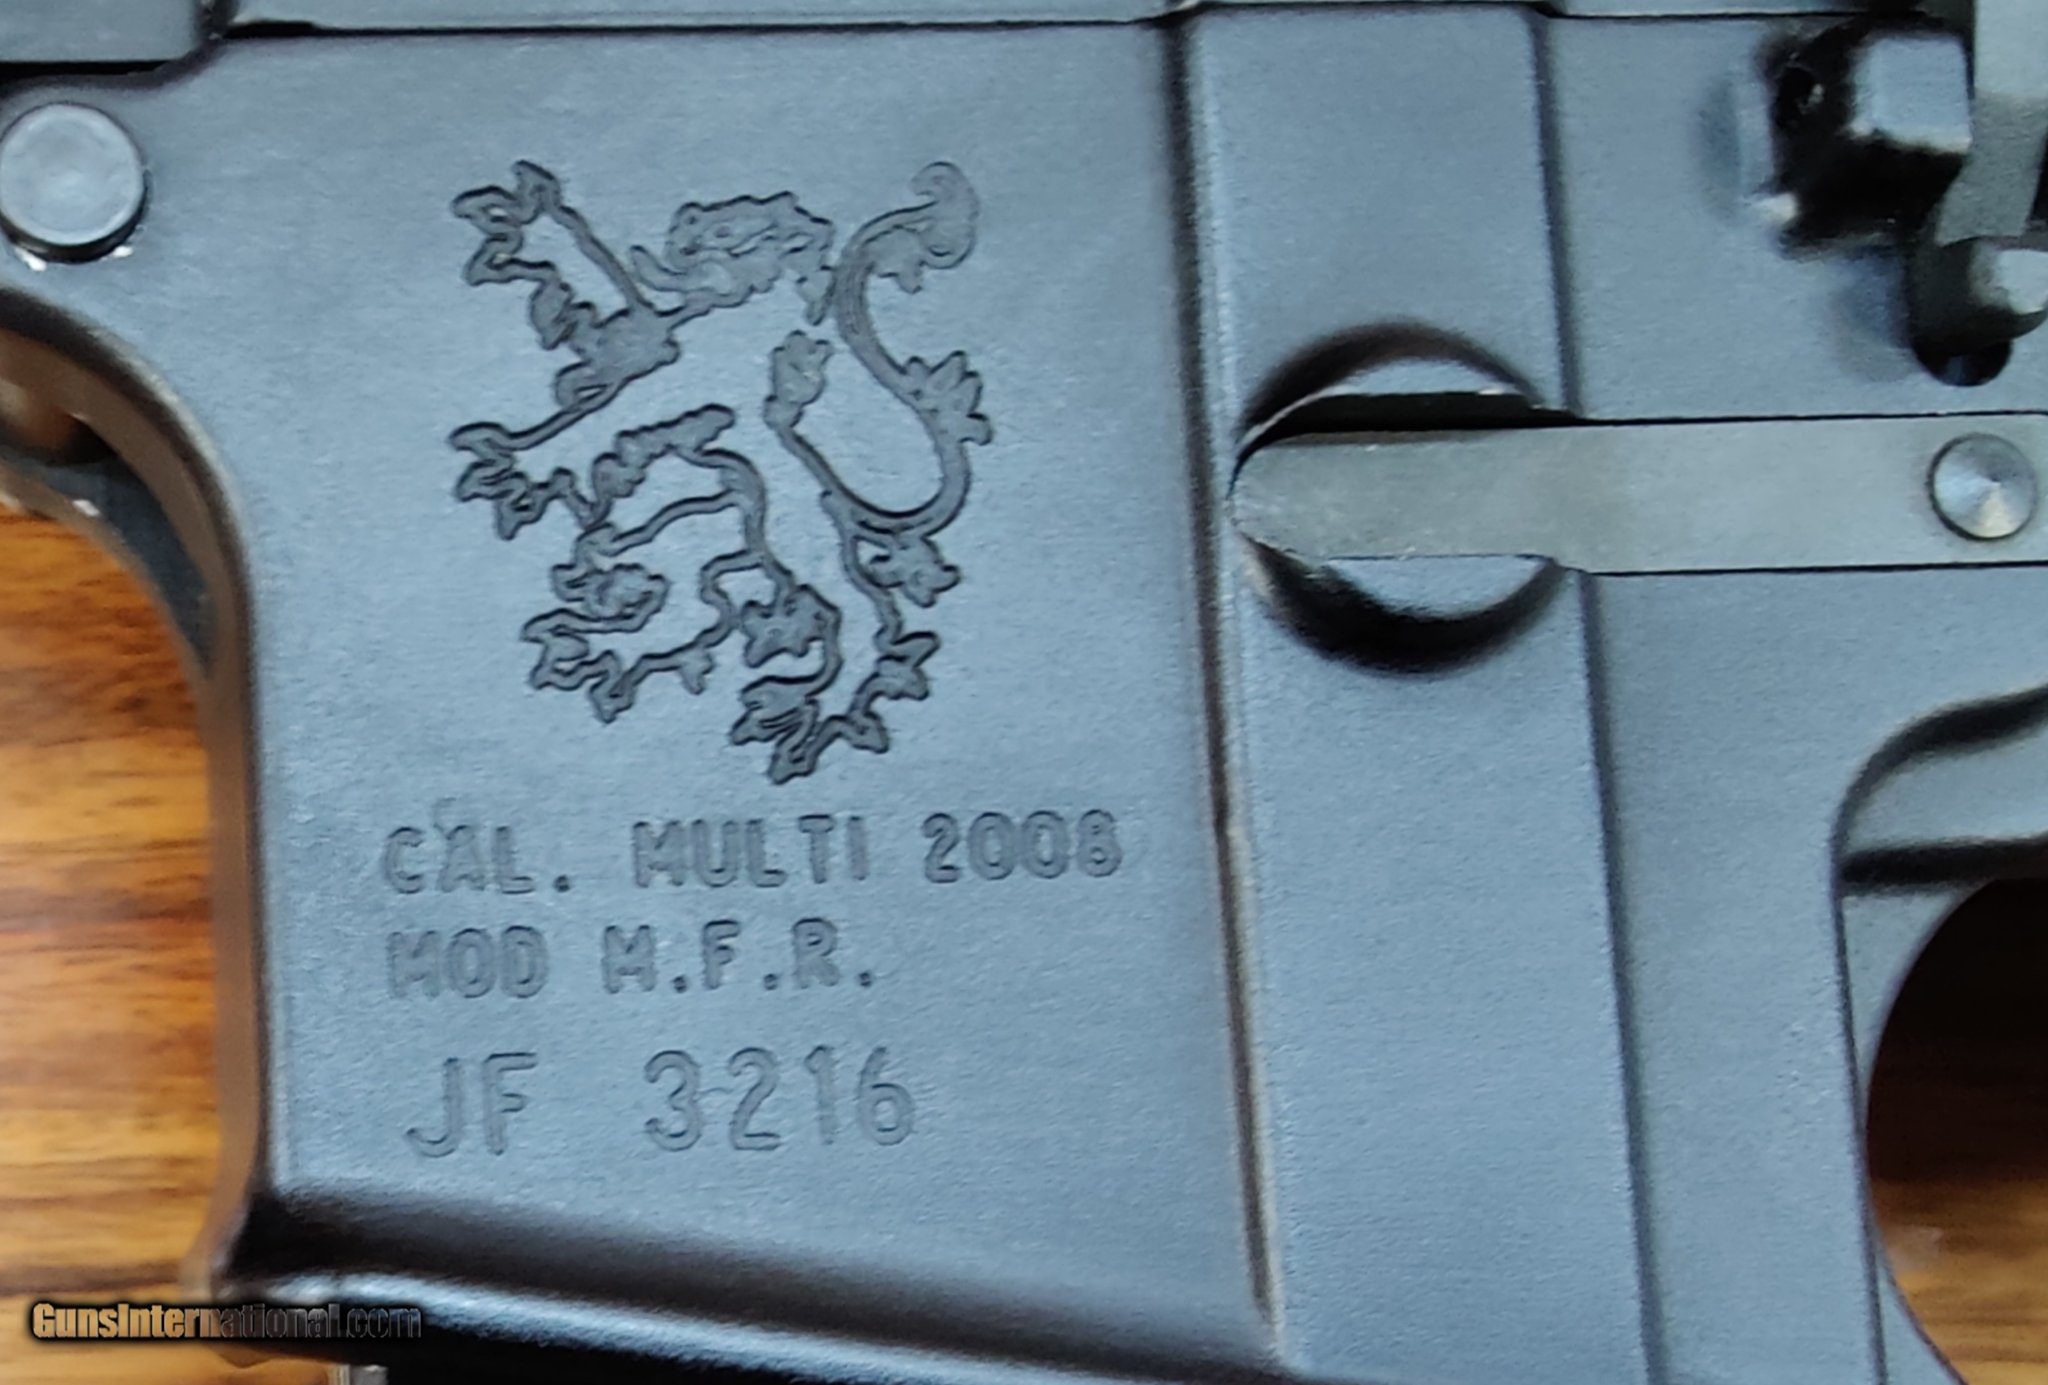 CAL. MULTI 2008
MOD M.F.R.
JF 3216
GunsInternational.com